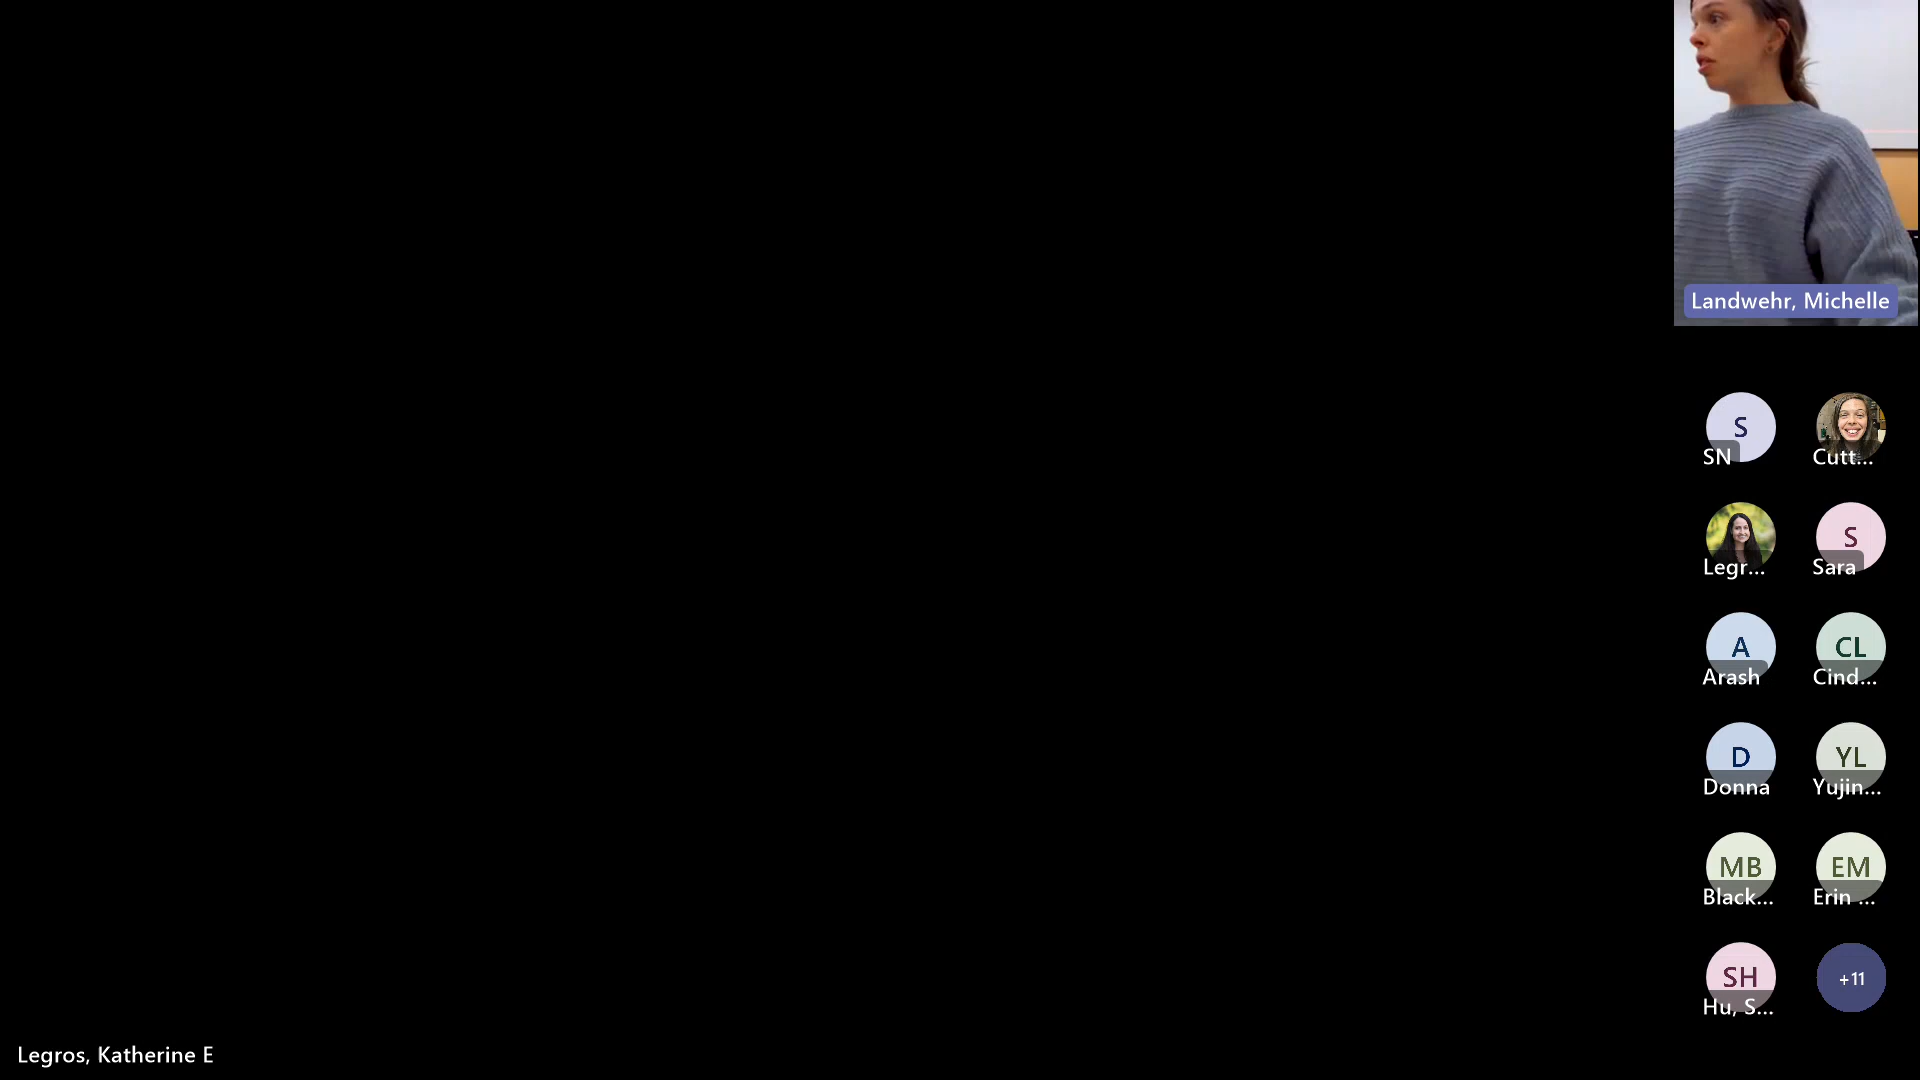 Landwehr, Michelle
S
SN
Cutt...
Legr...
S
Sara
A
Arash
CL
Cind...
D
Donna
YL
Yujin...
MB
Black...
EM
Erin ...
SH
Hu, S...
+11
Legros, Katherine E